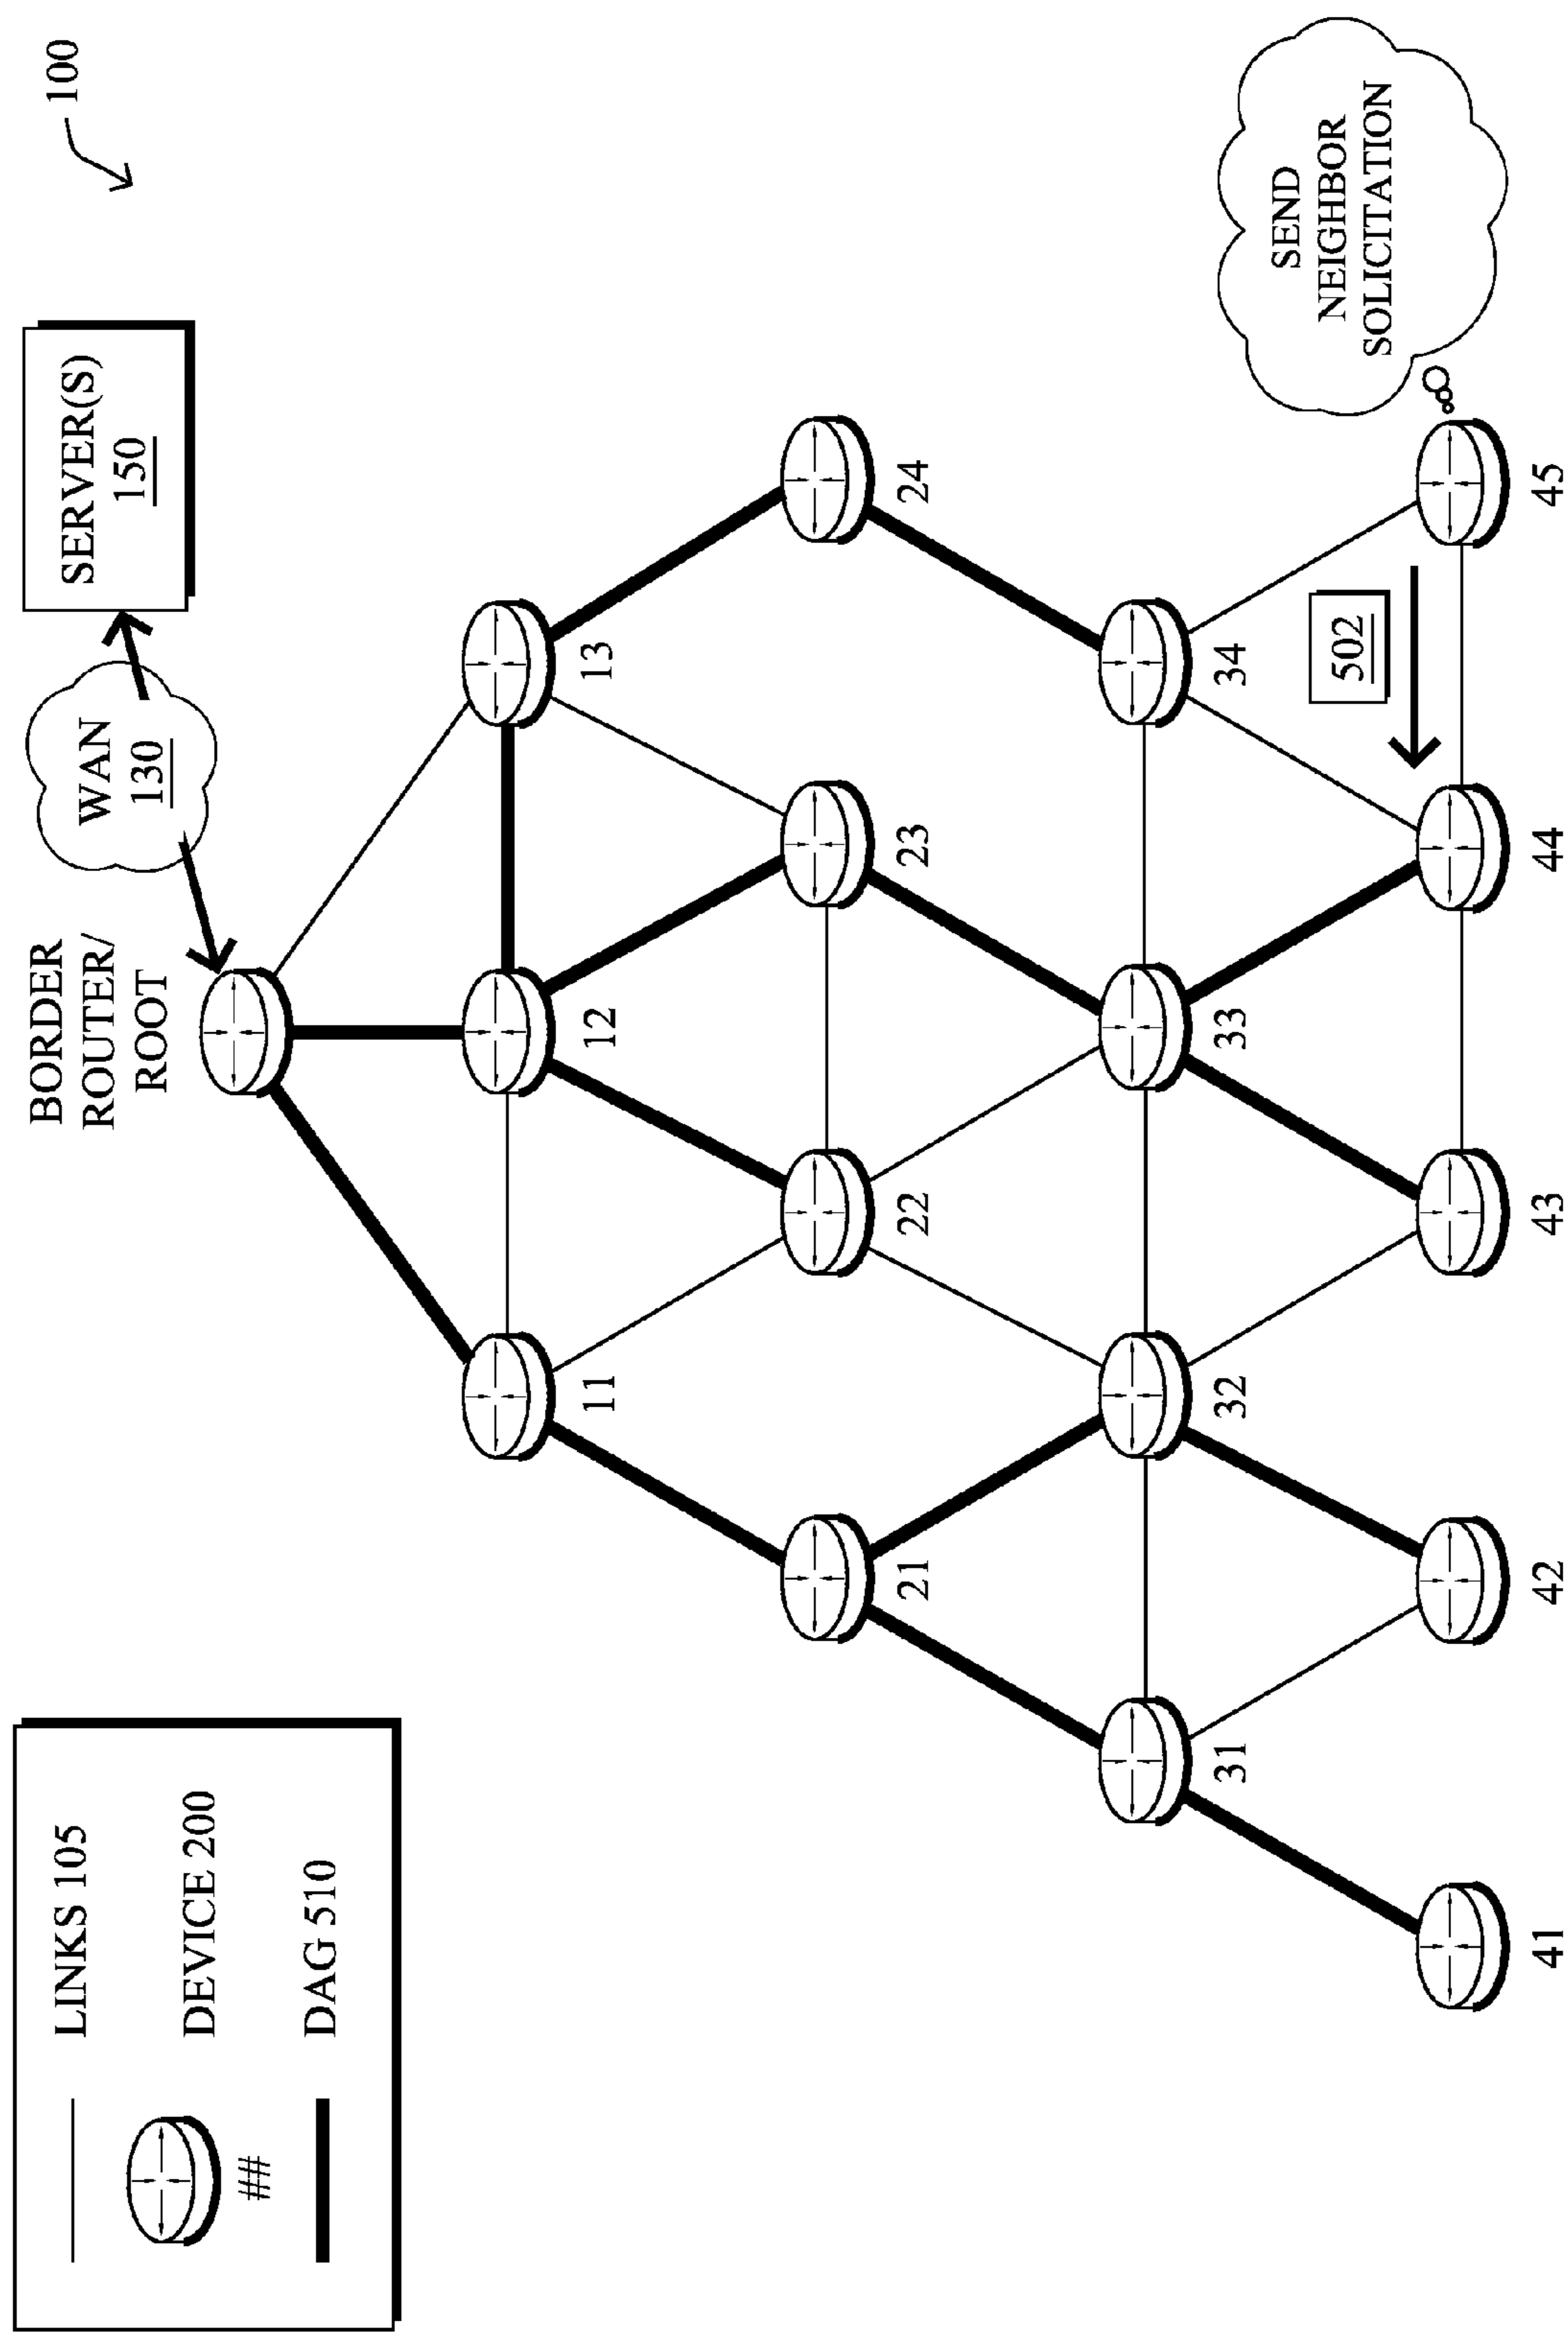 100
LINKS 105
DEVICE 200
##
DAG 510
BORDER
ROUTER/
ROOT
WAN
130
SERVER(S)
150
11
12
13
21
22
23
24
31
32
33
34
502
SEND
NEIGHBOR
SOLICITATION
41
42
43
44
45